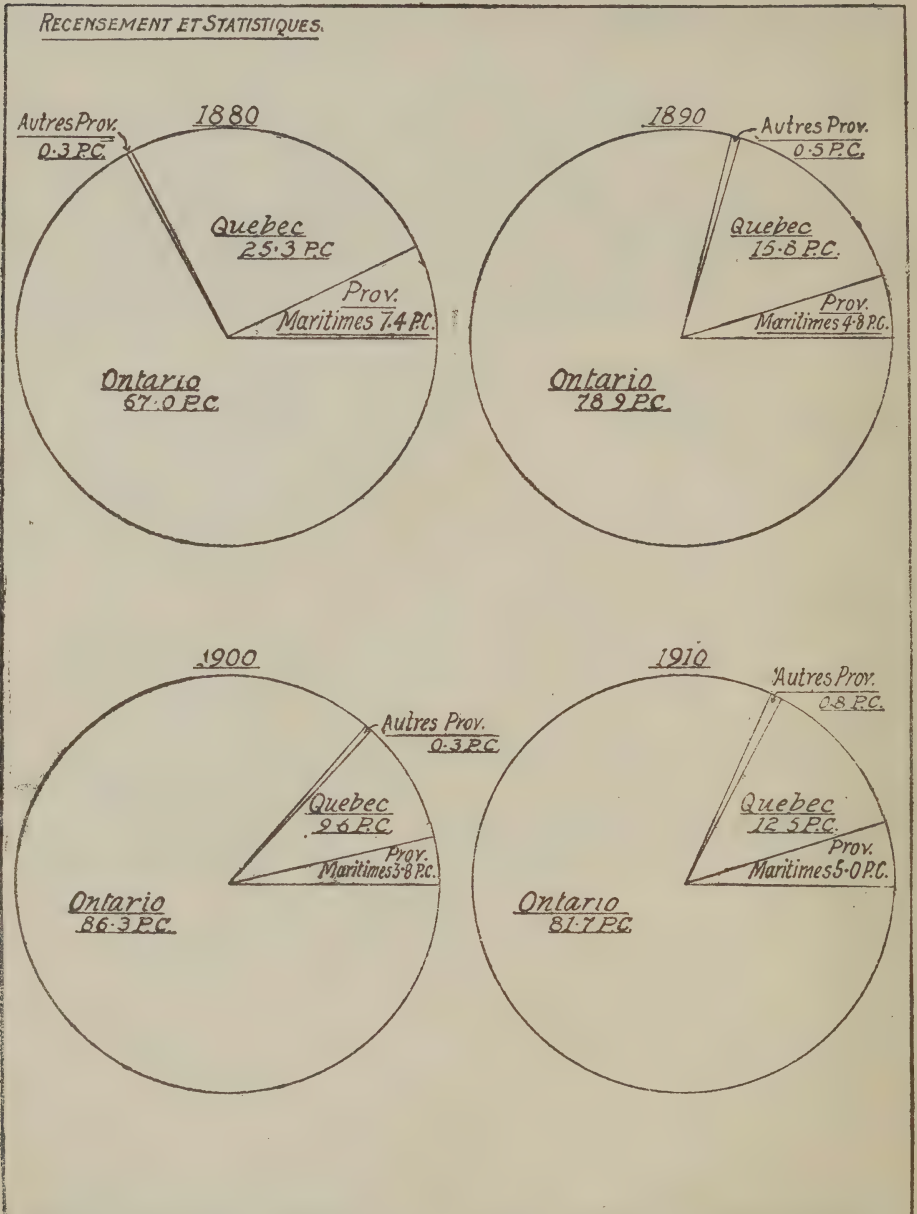 RECENSEMENT ET STATISTIQUES.
1880
Autres Prov.
0·3 P.C.
Quebec
25·3 P.C
Prov.
Maritimes 7.4 P.C.
Ontario
67·0 P.C.
1890
Autres Prov.
0·5 P.C.
Quebec
15·8 P.C.
Prov.
Maritimes 4·8 P.C.
Ontario
78 9 P.C.
1900
Autres Prov.
0·3 P.C
Quebec
9 6 P.C.
Prov.
Maritimes 3·8 P.C.
Ontario
86·3 P.C.
1910
Autres Prov.
0·8 P.C.
Quebec
12 5 P.C.
Prov.
Maritimes 5·0 P.C.
Ontario
81·7 P.C.